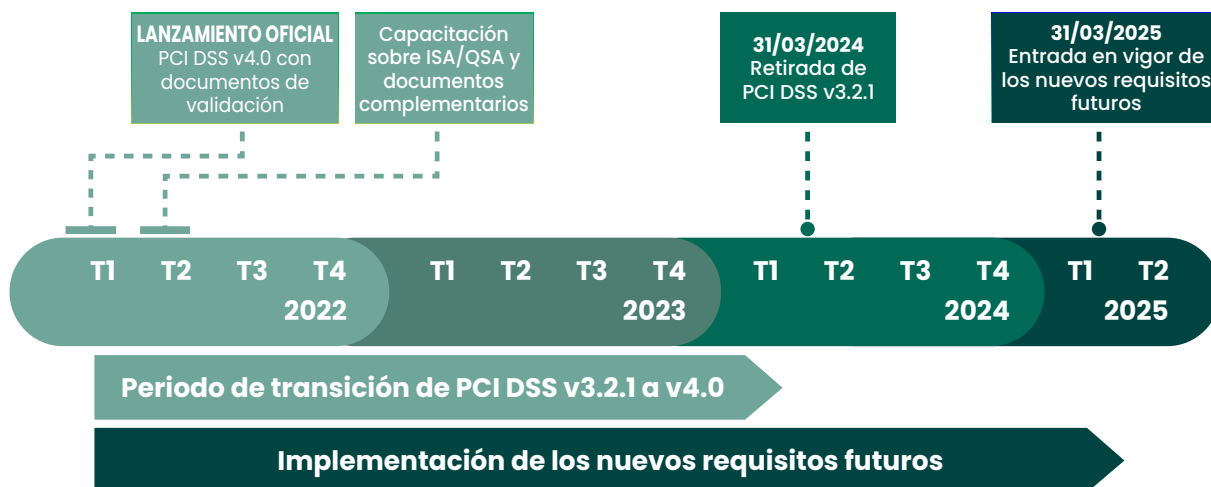 LANZAMIENTO OFICIAL
PCI DSS v4.0 con
documentos de
validación
Capacitación
sobre ISA/QSA y
documentos
complementarios
31/03/2024
Retirada de
PCI DSS v3.2.1
31/03/2025
Entrada en vigor de
los nuevos requisitos
futuros
T1 T2 T3 T4
2022
T1 T2 T3 T4
2023
T1 T2 T3 T4
2024
T1 T2
2025
Periodo de transición de PCI DSS v3.2.1 a v4.0
Implementación de los nuevos requisitos futuros